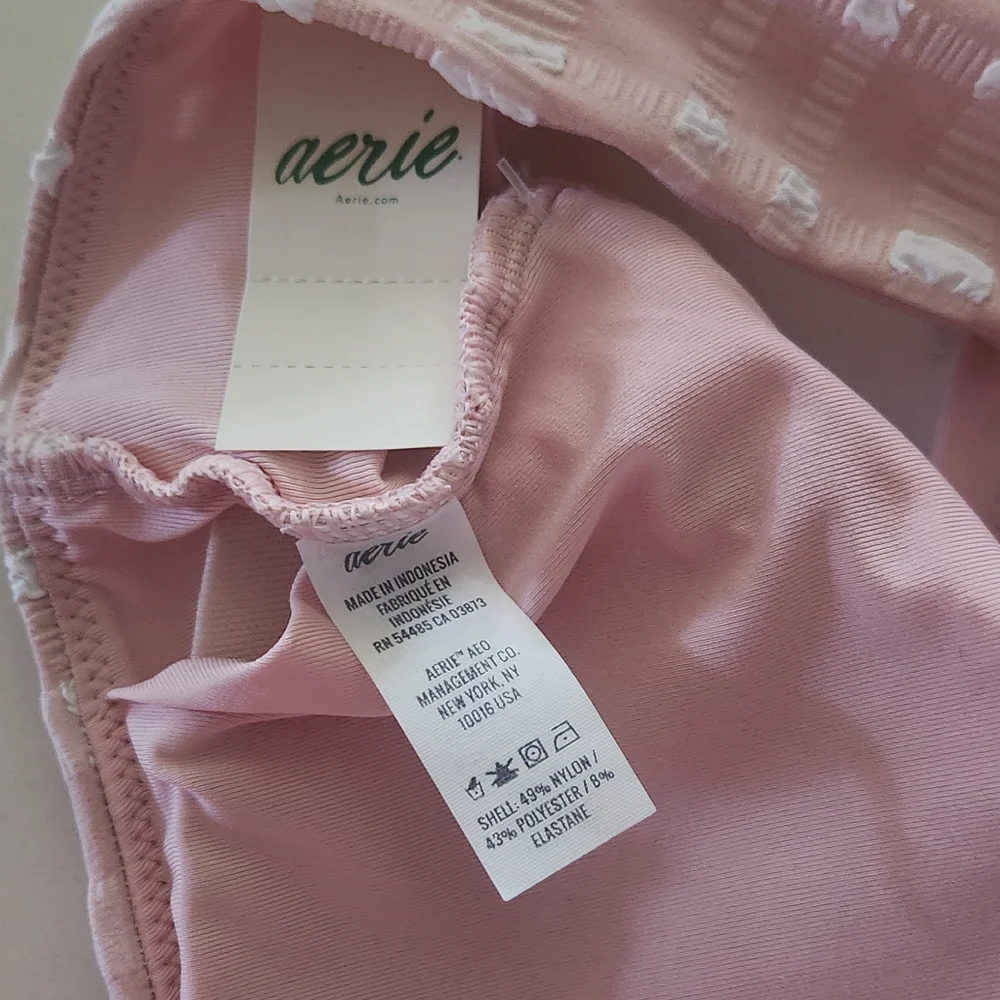 aerie
Aerie.com
aerie
MADE IN INDONESIA
FABRIQUÉ EN
INDONÉSIE
RN 54485 CA 03873
AERIE™ AEO
MANAGEMENT CO.
NEW YORK, NY
10016 USA
SHELL: 49% NYLON /
43% POLYESTER / 8%
ELASTANE